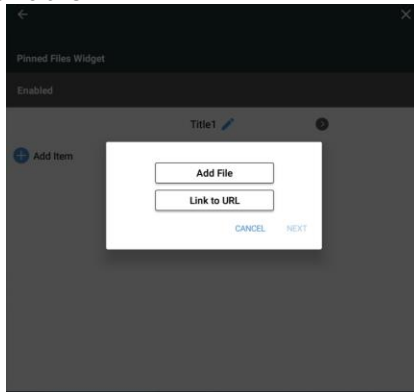 Pinned Files Widget
Enabled
Title1
Add Item
Add File
Link to URL
CANCEL NEXT